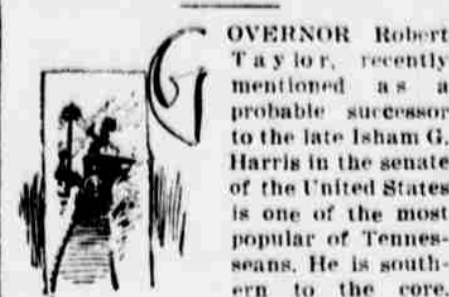 GOVERNOR Robert
Taylor, recently
mentioned as a
probable successor
to the late Isham G.
Harris in the senate
of the United States
is one of the most
popular of Tennes-
seans. He is south-
ern to the core.